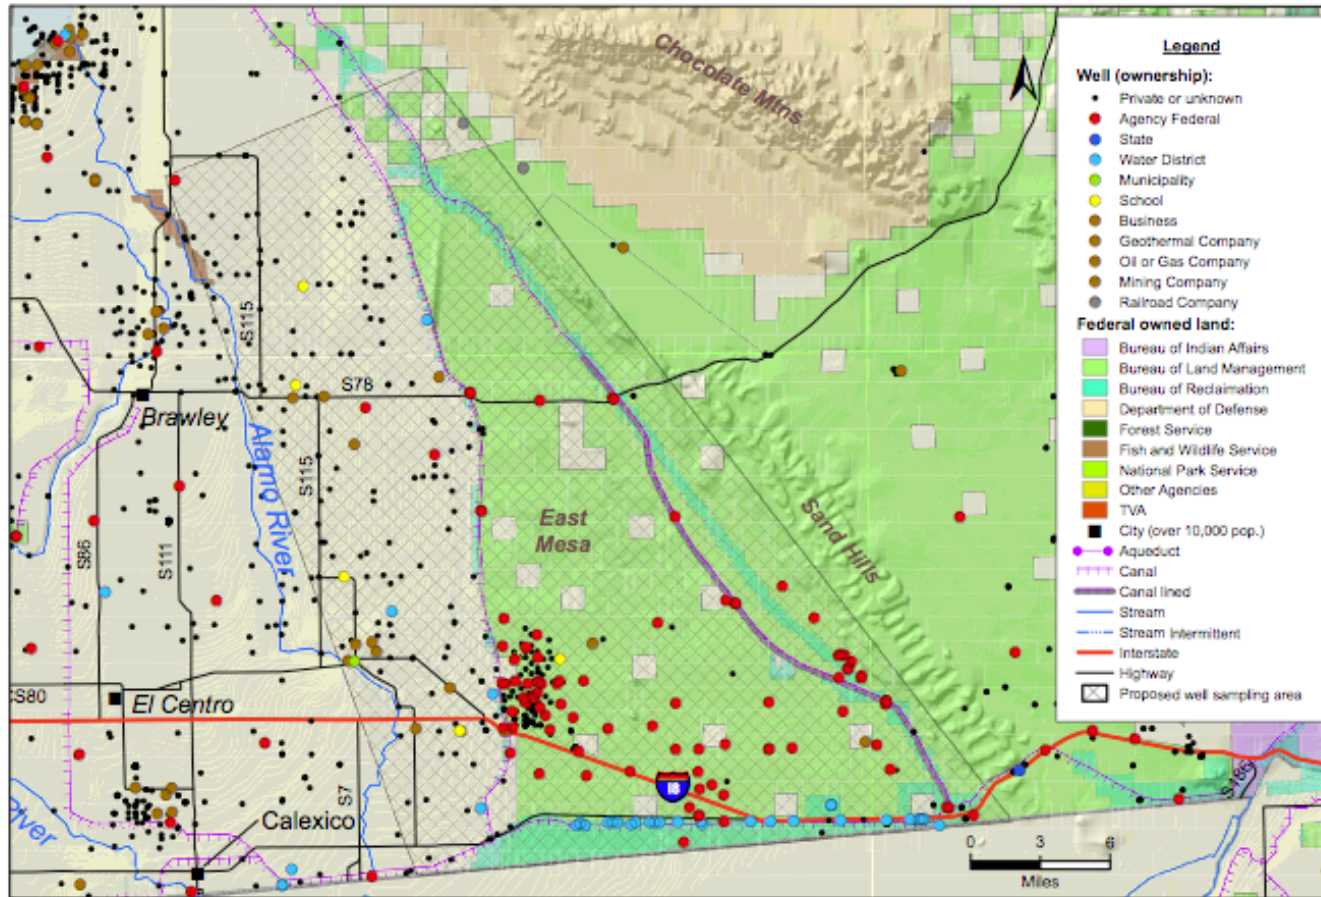 Chocolate Mtns
Legend
Well (ownership):
Private or unknown
Agency Federal
State
Water District
Municipality
School
Business
Geothermal Company
Oil or Gas Company
Mining Company
Railroad Company
Federal owned land:
Bureau of Indian Affairs
Bureau of Land Management
Bureau of Reclaimation
Department of Defense
Forest Service
Fish and Wildlife Service
National Park Service
Other Agencies
TVA
City (over 10,000 pop.)
Aqueduct
Canal
Canal lined
Stream
Stream Intermittent
Interstate
Highway
Proposed well sampling area
S115
S78
Brawley
Alamo River
S115
S86
S111
East
Mesa
Sand Hills
CS80
El Centro
S7
Calexico
River
S186
0 3 6
Miles